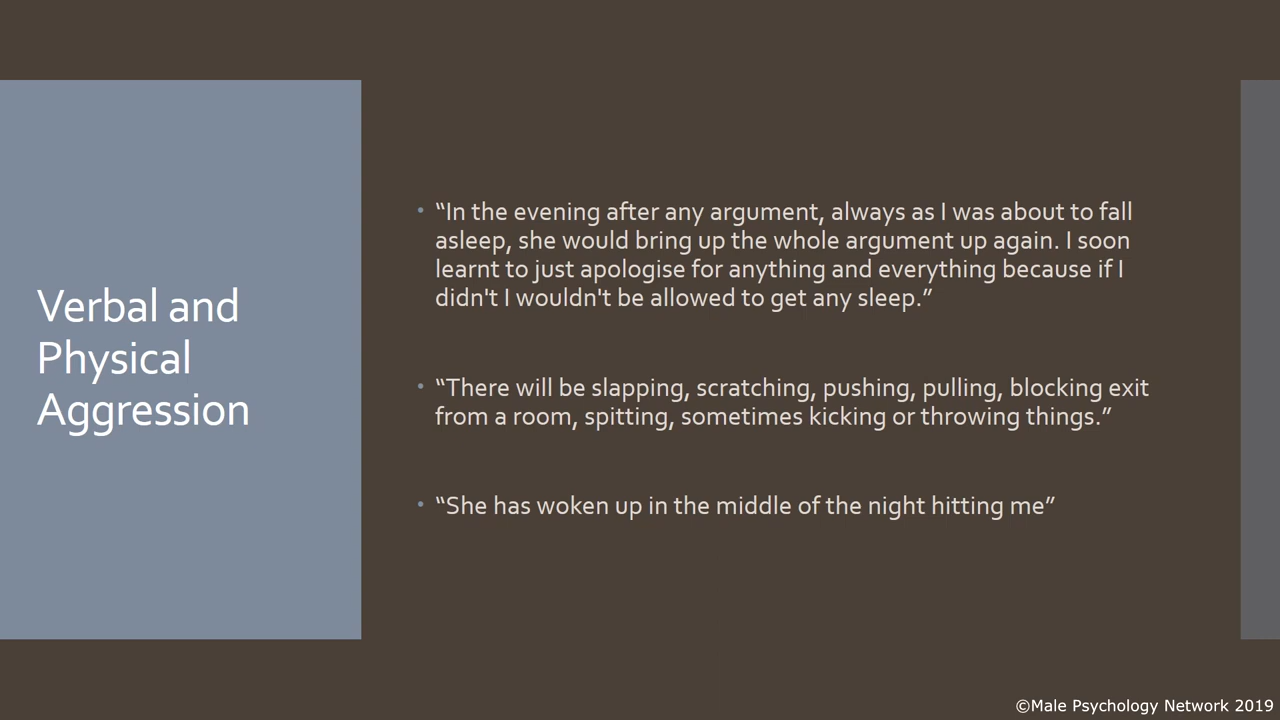 Verbal and
Physical
Aggression
• “In the evening after any argument, always as I was about to fall
asleep, she would bring up the whole argument up again. I soon
learnt to just apologise for anything and everything because if I
didn't I wouldn't be allowed to get any sleep.”
• “There will be slapping, scratching, pushing, pulling, blocking exit
from a room, spitting, sometimes kicking or throwing things.”
• “She has woken up in the middle of the night hitting me”
©Male Psychology Network 2019